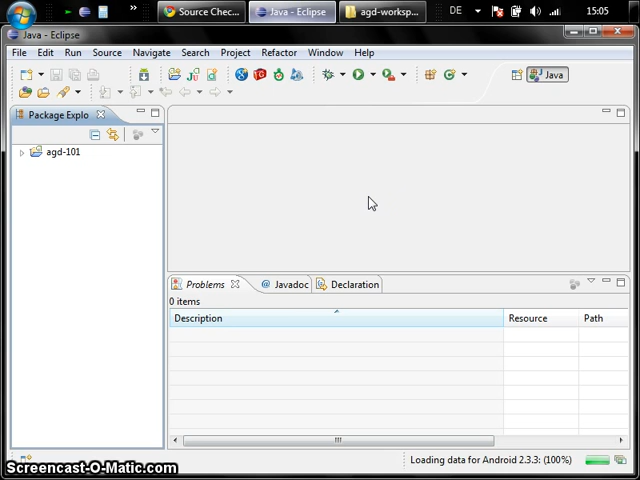 Source Chec...
Java - Eclipse
agd-worksp...
DE
15:05
Java - Eclipse
File Edit Run Source Navigate Search Project Refactor Window Help
Java
Package Explo
agd-101
Problems
Javadoc
Declaration
0 items
Description
Resource
Path
Loading data for Android 2.3.3: (100%)
Screencast-O-Matic.com